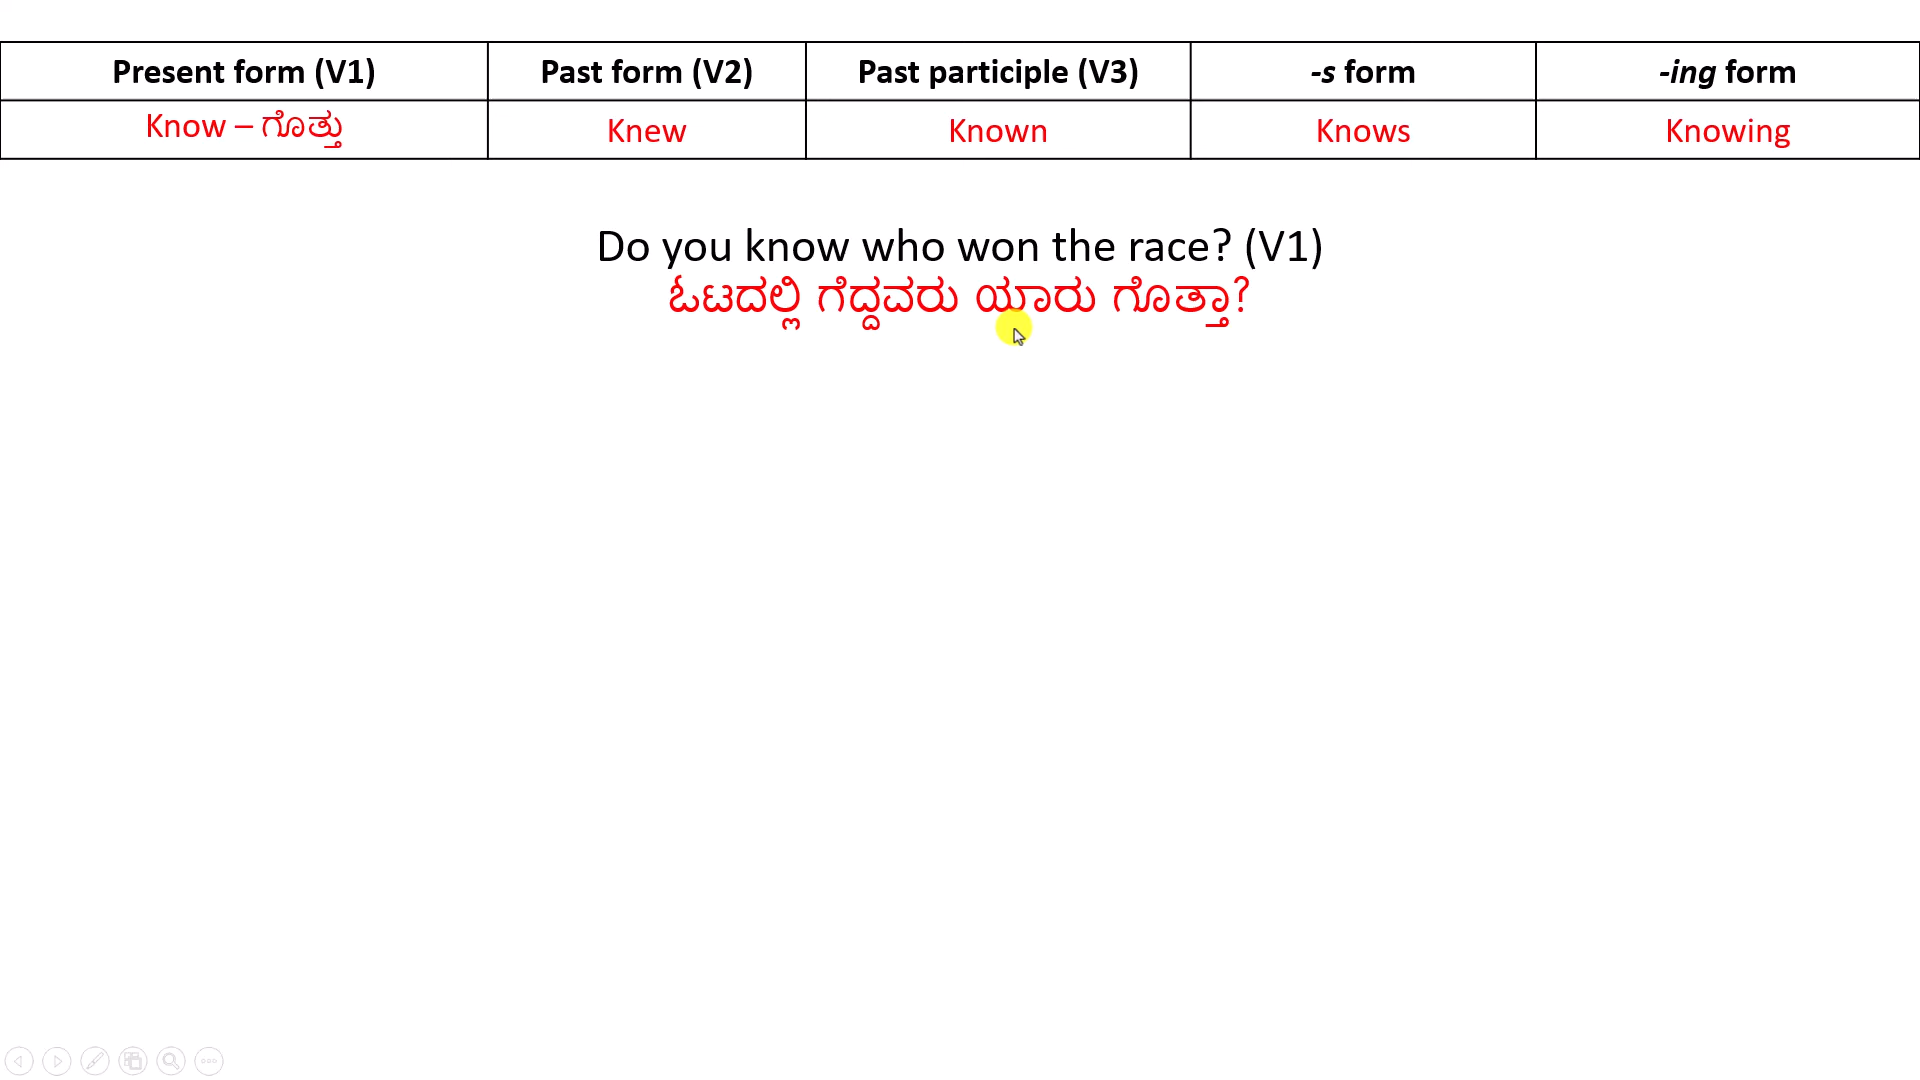 Present form (V1) Past form (V2) Past participle (V3) -s form -ing form
Know – ಗೊತ್ತು Knew Known Knows Knowing
Do you know who won the race? (V1)
ಓಟದಲ್ಲಿ ಗೆದ್ದವರು ಯಾರು ಗೊತ್ತಾ?